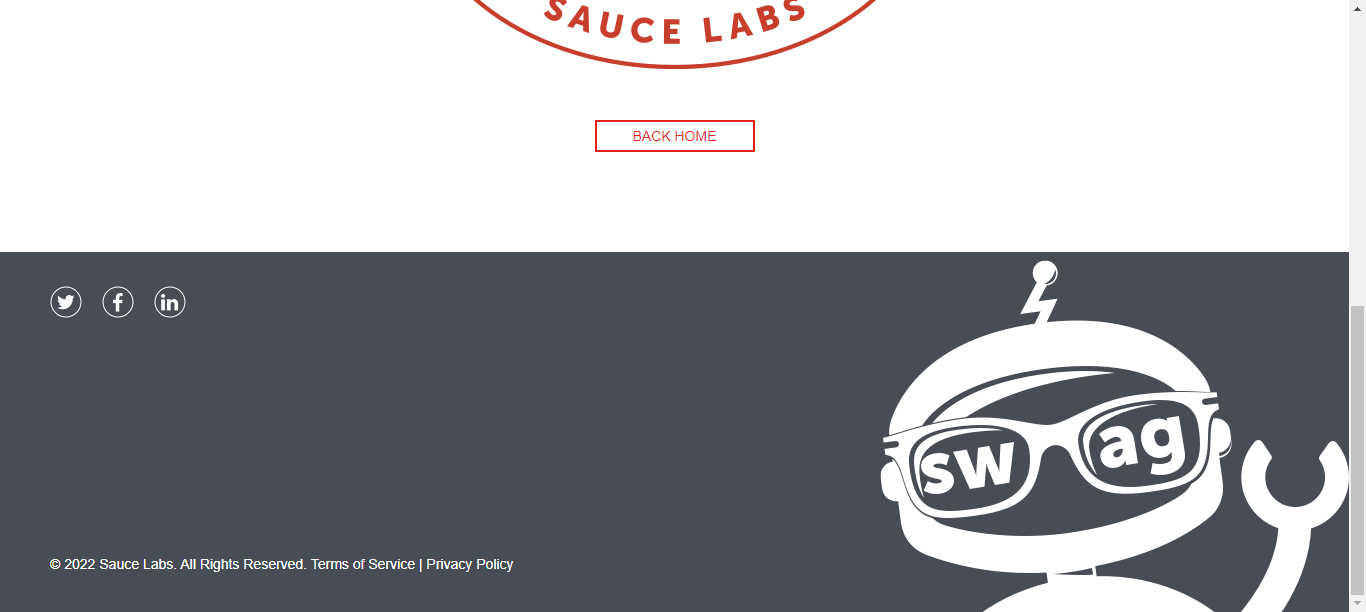 SAUCE LABS
BACK HOME
sw ag
© 2022 Sauce Labs. All Rights Reserved. Terms of Service | Privacy Policy